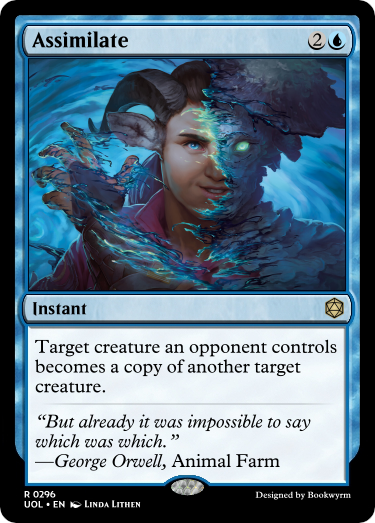 Assimilate 2
Instant
Target creature an opponent controls
becomes a copy of another target
creature.
“But already it was impossible to say
which was which.”
—George Orwell, Animal Farm
R 0296
UOL • EN Linda Lithen
Designed by Bookwyrm